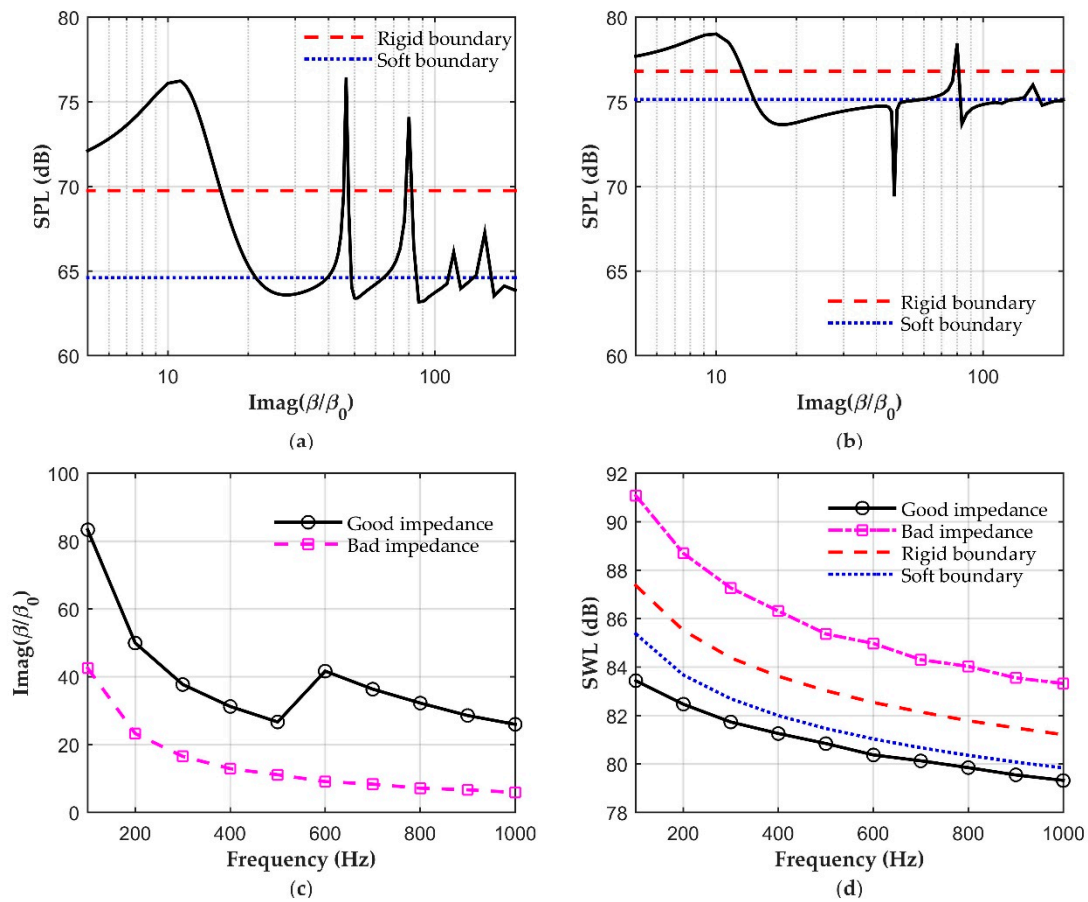 80
75
70
65
60
SPL (dB)
Rigid boundary
Soft boundary
10
100
Imag(β/β0)
(a)
80
75
70
65
60
SPL (dB)
Rigid boundary
Soft boundary
10
100
Imag(β/β0)
(b)
100
80
60
40
20
0
Imag(β/β0)
Good impedance
Bad impedance
200 400 600 800 1000
Frequency (Hz)
(c)
92
90
88
86
84
82
80
78
SWL (dB)
Good impedance
Bad impedance
Rigid boundary
Soft boundary
200 400 600 800 1000
Frequency (Hz)
(d)